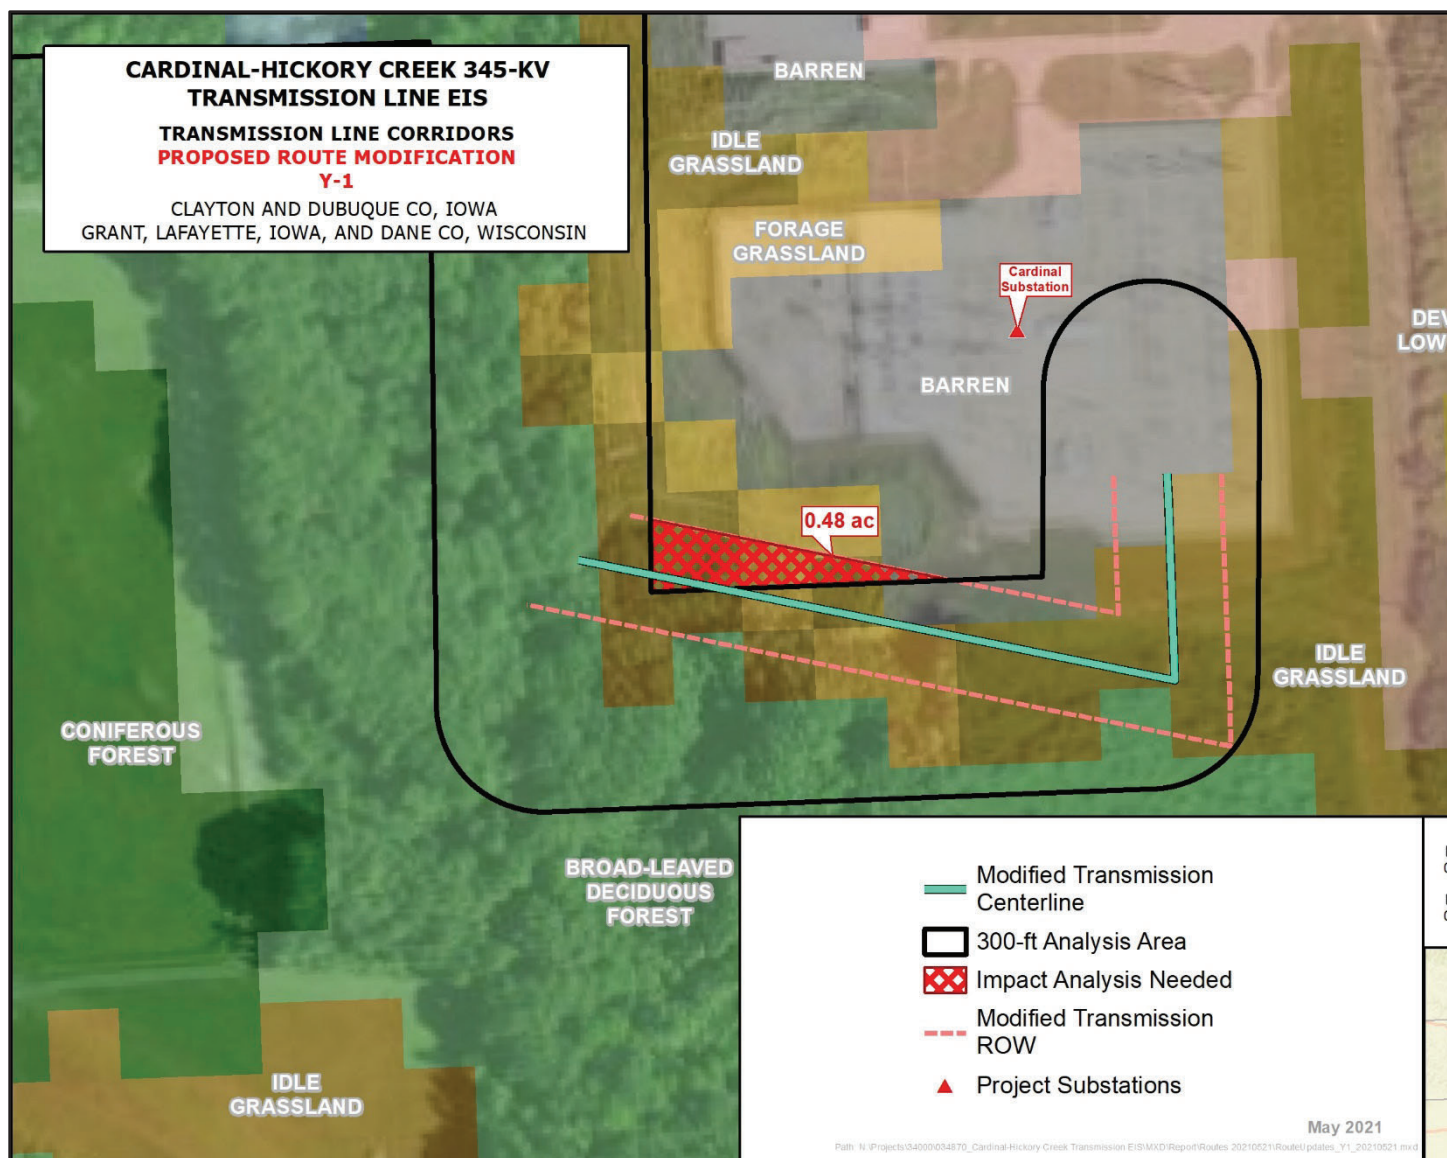 CARDINAL-HICKORY CREEK 345-KV
TRANSMISSION LINE EIS
TRANSMISSION LINE CORRIDORS
PROPOSED ROUTE MODIFICATION
Y-1
CLAYTON AND DUBUQUE CO, IOWA
GRANT, LAFAYETTE, IOWA, AND DANE CO, WISCONSIN
BARREN
IDLE
GRASSLAND
FORAGE
GRASSLAND
Cardinal
Substation
DEV
LOW
BARREN
0.48 ac
IDLE
GRASSLAND
CONIFEROUS
FOREST
BROAD-LEAVED
DECIDUOUS
FOREST
IDLE
GRASSLAND
Modified Transmission
Centerline
300-ft Analysis Area
Impact Analysis Needed
Modified Transmission
ROW
Project Substations
May 2021